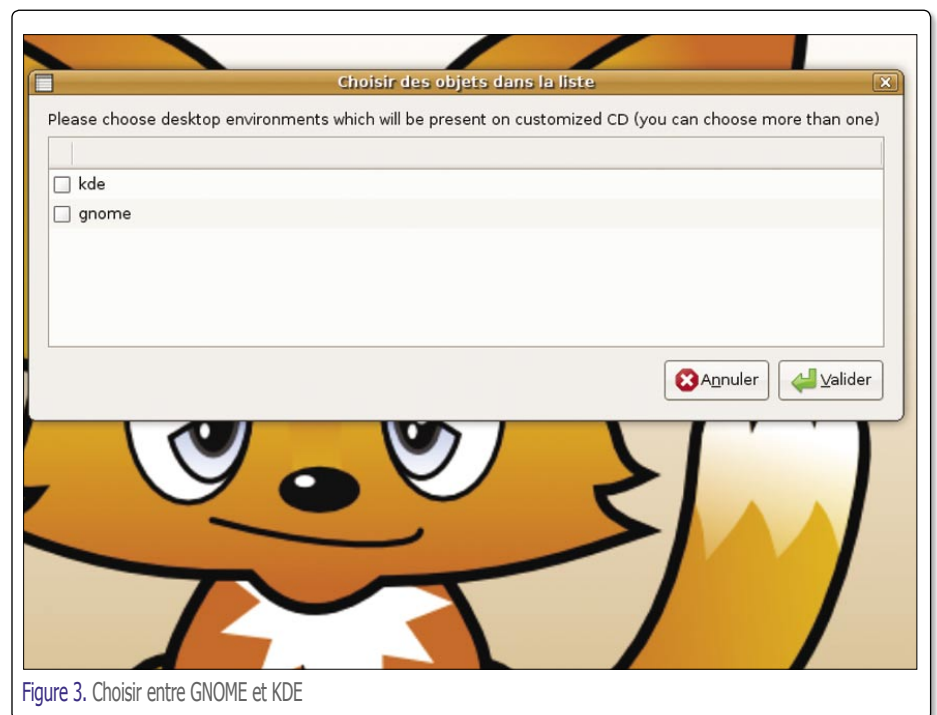 Choisir des objets dans la liste
Please choose desktop environments which will be present on customized CD (you can choose more than one)
kde
gnome
Annuler
Valider
Figure 3. Choisir entre GNOME et KDE